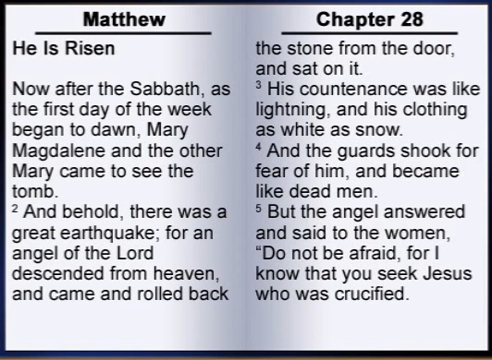 Matthew
He Is Risen
Now after the Sabbath, as
the first day of the week
began to dawn, Mary
Magdalene and the other
Mary came to see the
tomb.
2 And behold, there was a
great earthquake; for an
angel of the Lord
descended from heaven,
and came and rolled back
Chapter 28
the stone from the door,
and sat on it.
3 His countenance was like
lightning, and his clothing
as white as snow.
4 And the guards shook for
fear of him, and became
like dead men.
5 But the angel answered
and said to the women,
“Do not be afraid, for I
know that you seek Jesus
who was crucified.